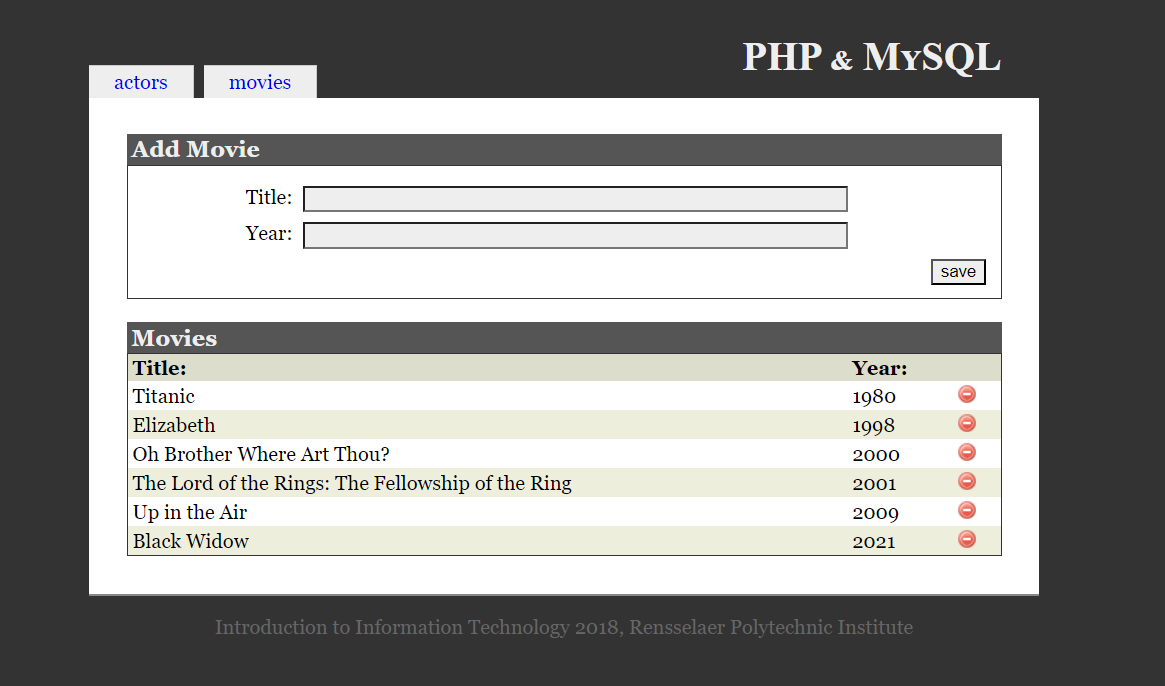 PHP & MySQL
actors movies
Add Movie
Title:
Year:
save
Movies
Title: Year:
Titanic 1980
Elizabeth 1998
Oh Brother Where Art Thou? 2000
The Lord of the Rings: The Fellowship of the Ring 2001
Up in the Air 2009
Black Widow 2021
Introduction to Information Technology 2018, Rensselaer Polytechnic Institute